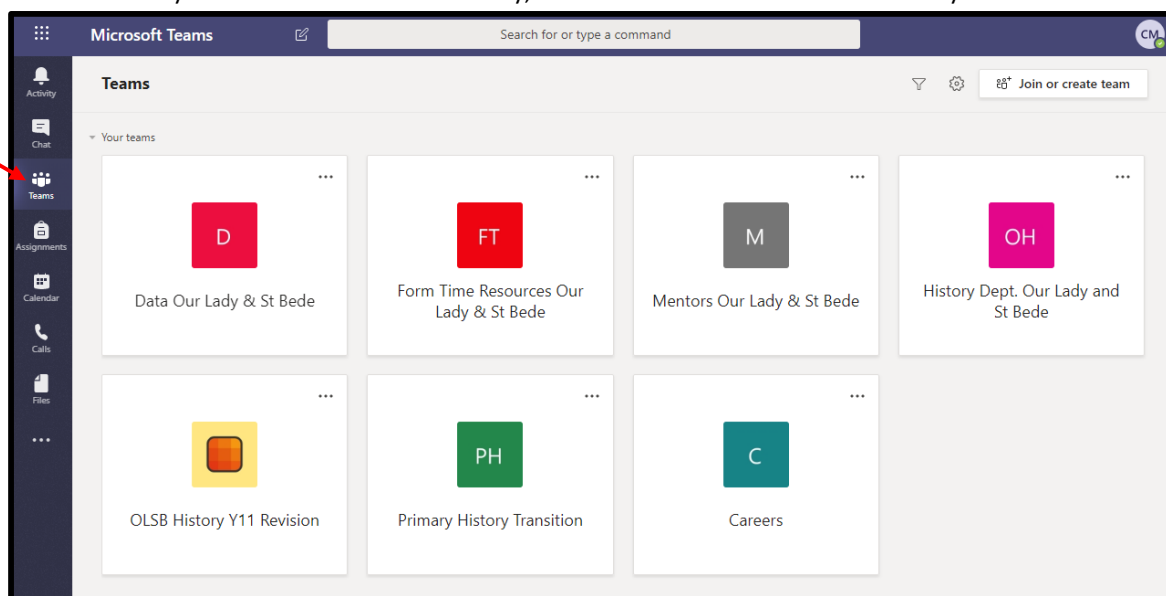 Microsoft Teams
Search for or type a command
CM
Activity
Chat
Teams
Assignments
Calendar
Calls
Files
Teams
Join or create team
Your teams
D
Data Our Lady & St Bede
FT
Form Time Resources Our
Lady & St Bede
M
Mentors Our Lady & St Bede
OH
History Dept. Our Lady and
St Bede
OLSB History Y11 Revision
PH
Primary History Transition
C
Careers